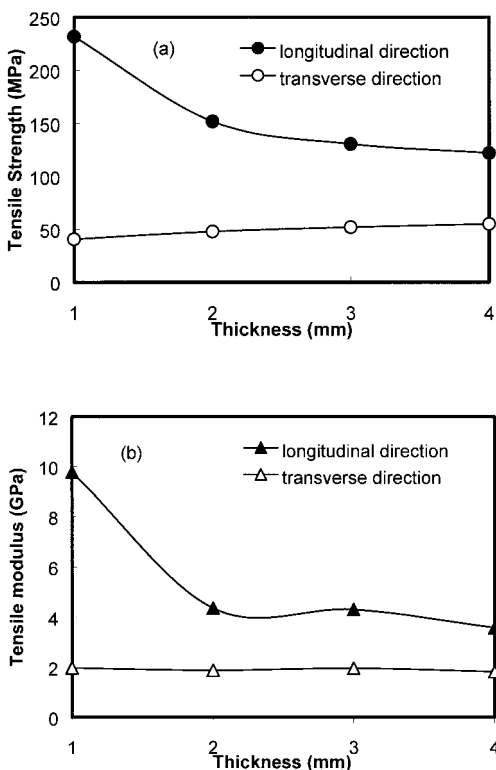 250
200
150
100
50
0
Tensile Strength (MPa)
(a)
longitudinal direction
transverse direction
1 2 3 4
Thickness (mm)
12
10
8
6
4
2
0
Tensile modulus (GPa)
(b)
longitudinal direction
transverse direction
1 2 3 4
Thickness (mm)